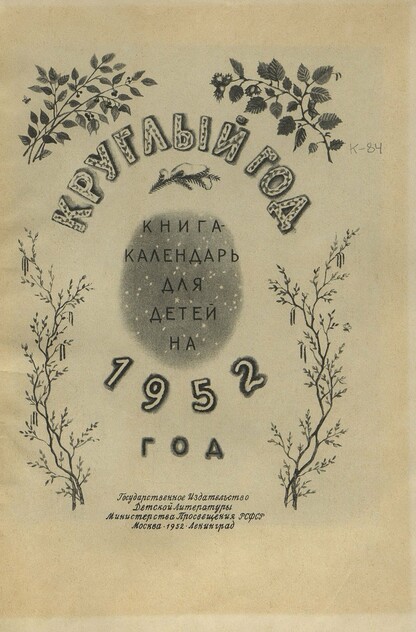 КРУГЛЫЙ ГОД
К-84
КНИГА-
КАЛЕНДАРЬ
ДЛЯ
ДЕТЕЙ
НА
1952
ГОД
Государственное Издательство
Детской Литературы
Министерства Просвещения РСФСР
Москва · 1952 · Ленинград